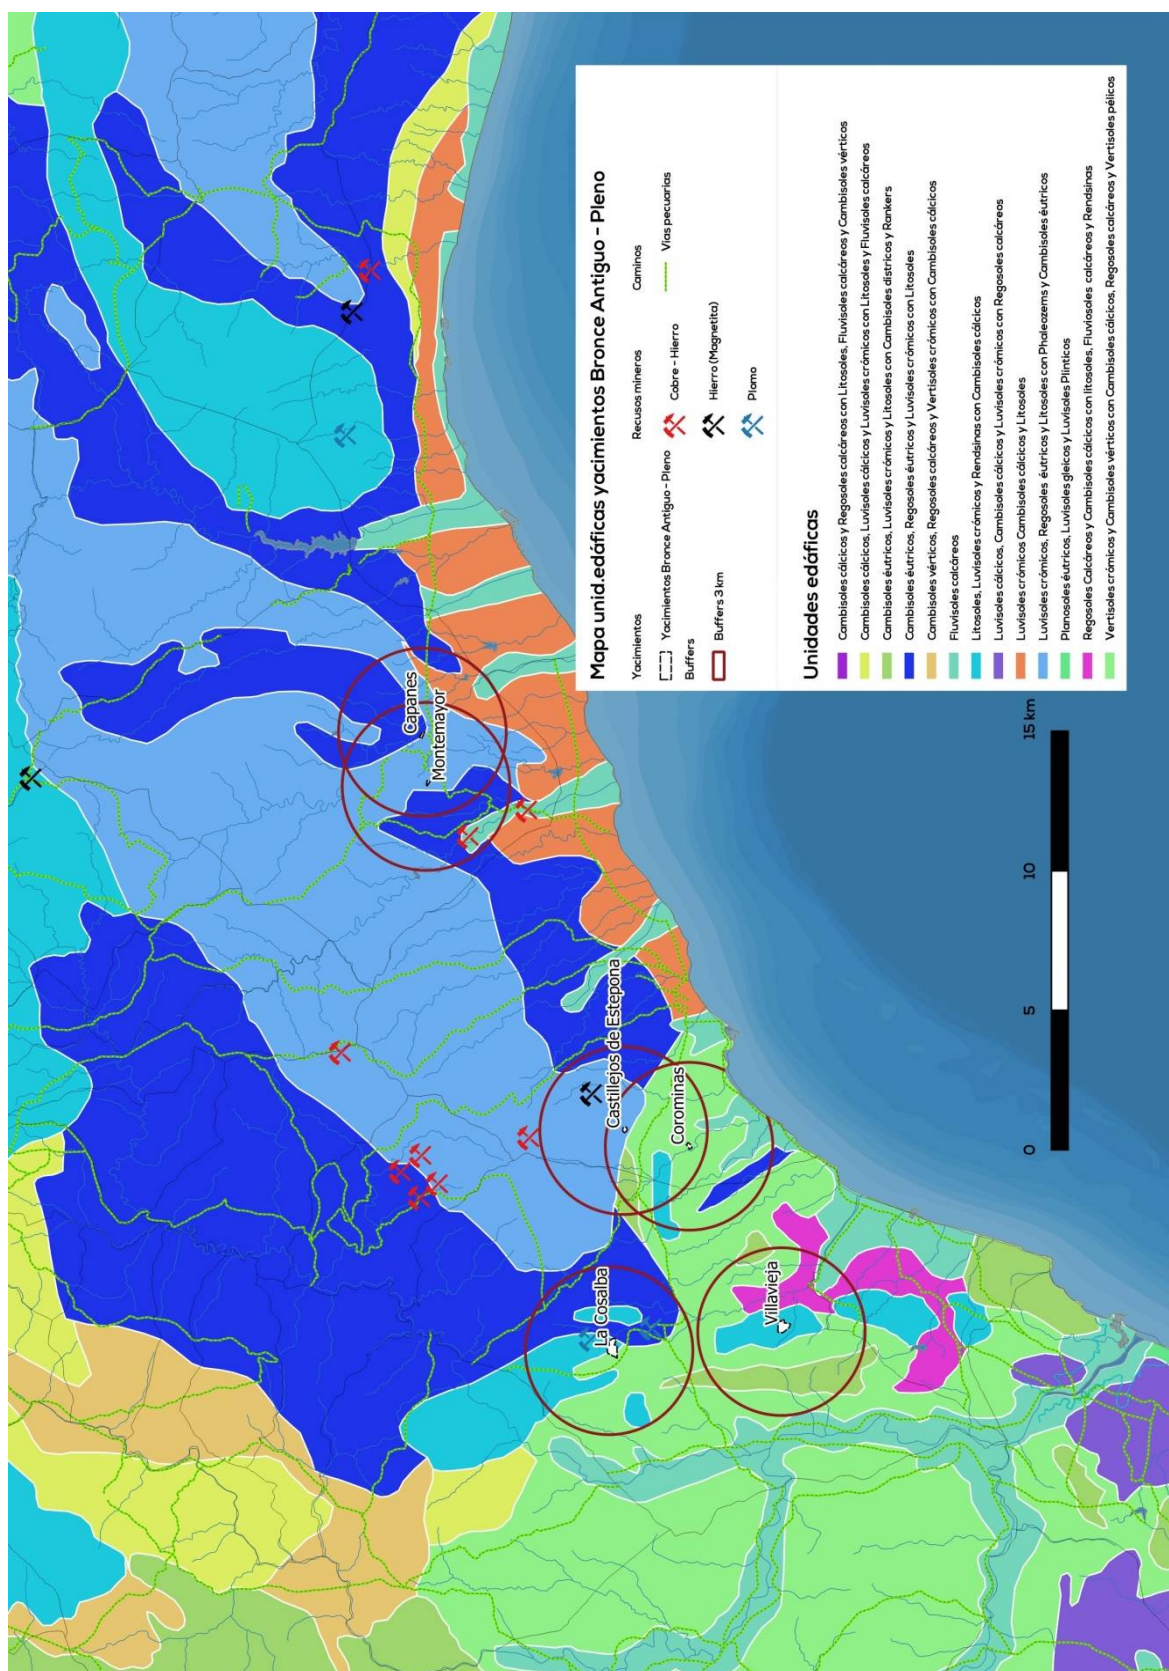 Mapa unid.edáficas yacimientos Bronce Antiguo - Pleno
Yacimientos
Yacimientos Bronce Antiguo - Pleno
Buffers
Buffers 3 km
Recusos mineros
Cobre - Hierro
Hierro (Magnetita)
Plomo
Caminos
Vías pecuarias
Unidades edáficas
Cambisoles cálcicos y Regosoles calcáreos con Litosoles, Fluvisoles calcáreos y Cambisoles vérticos
Cambisoles cálcicos, Luvisoles cálcicos y Luvisoles crómicos con Litosoles y Fluvisoles calcáreos
Cambisoles éutricos, Luvisoles crómicos y Litosoles con Cambisoles dístricos y Rankers
Cambisoles éutricos, Regosoles éutricos y Luvisoles crómicos con Litosoles
Cambisoles vérticos, Regosoles calcáreos y Vertisoles crómicos con Cambisoles cálcicos
Fluvisoles calcáreos
Litosoles, Luvisoles crómicos y Rendsinas con Cambisoles cálcicos
Luvisoles cálcicos, Cambisoles cálcicos y Luvisoles crómicos con Regosoles calcáreos
Luvisoles crómicos Cambisoles cálcicos y Litosoles
Luvisoles crómicos, Regosoles éutricos y Litosoles con Phaleozems y Cambisoles éutricos
Planosoles éutricos, Luvisoles gleicos y Luvisoles Plínticos
Regosoles Calcáreos y Cambisoles cálcicos con litosoles, Fluviosoles calcáreos y Rendsinas
Vertisoles crómicos y Cambisoles vérticos con Cambisoles cálcicos, Regosoles calcáreos y Vertisoles pélicos
Capanes
Montemayor
Castillejos de Estepona
Corominas
La Cosalba
Villavieja
0 5 10 15 km